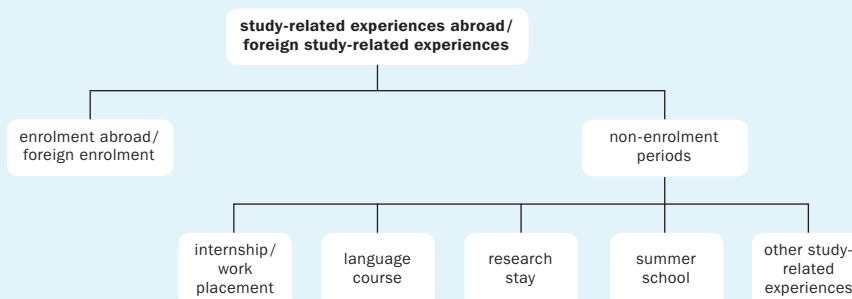 study-related experiences abroad/
foreign study-related experiences
enrolment abroad/
foreign enrolment
non-enrolment
periods
internship/
work
placement
language
course
research
stay
summer
school
other study-
related
experiences